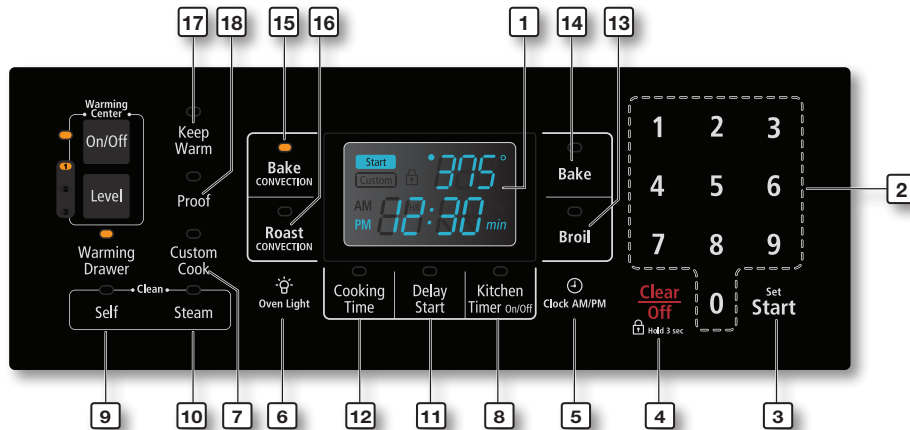 17
18
15
16
1
14
13
Warming
Center
On/Off
1
2
3
Level
Warming
Drawer
Keep
Warm
Proof
Custom
Cook
Clean
Self
Steam
Bake
CONVECTION
Roast
CONVECTION
Start
Custom
375°
AM
PM
HR
12:30 min
Bake
Broil
Oven Light
Cooking
Time
Delay
Start
Kitchen
Timer On/Off
Clock AM/PM
1 2 3
4 5 6
7 8 9
0
Clear
Off
Hold 3 sec
Set
Start
2
9
10
7
6
12
11
8
5
4
3